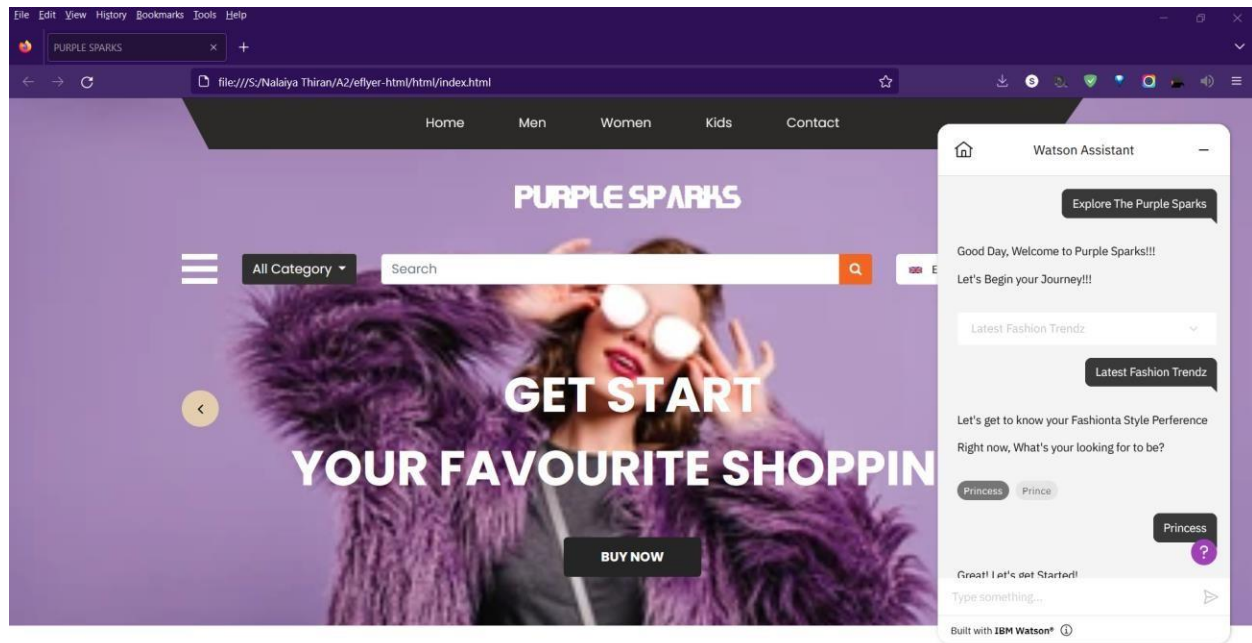 File Edit View History Bookmarks Tools Help
PURPLE SPARKS
file:///S:/Nalaiya Thiran/A2/eflyer-html/html/index.html
Home Men Women Kids Contact
PURPLE SPARKS
All Category Search E
GET START
YOUR FAVOURITE SHOPPIN
BUY NOW
Watson Assistant
Explore The Purple Sparks
Good Day, Welcome to Purple Sparks!!!
Let's Begin your Journey!!!
Latest Fashion Trendz
Latest Fashion Trendz
Let's get to know your Fashionta Style Perference
Right now, What's your looking for to be?
Princess Prince
Princess
?
Great! Let's get Started!
Type something...
Built with IBM Watson®